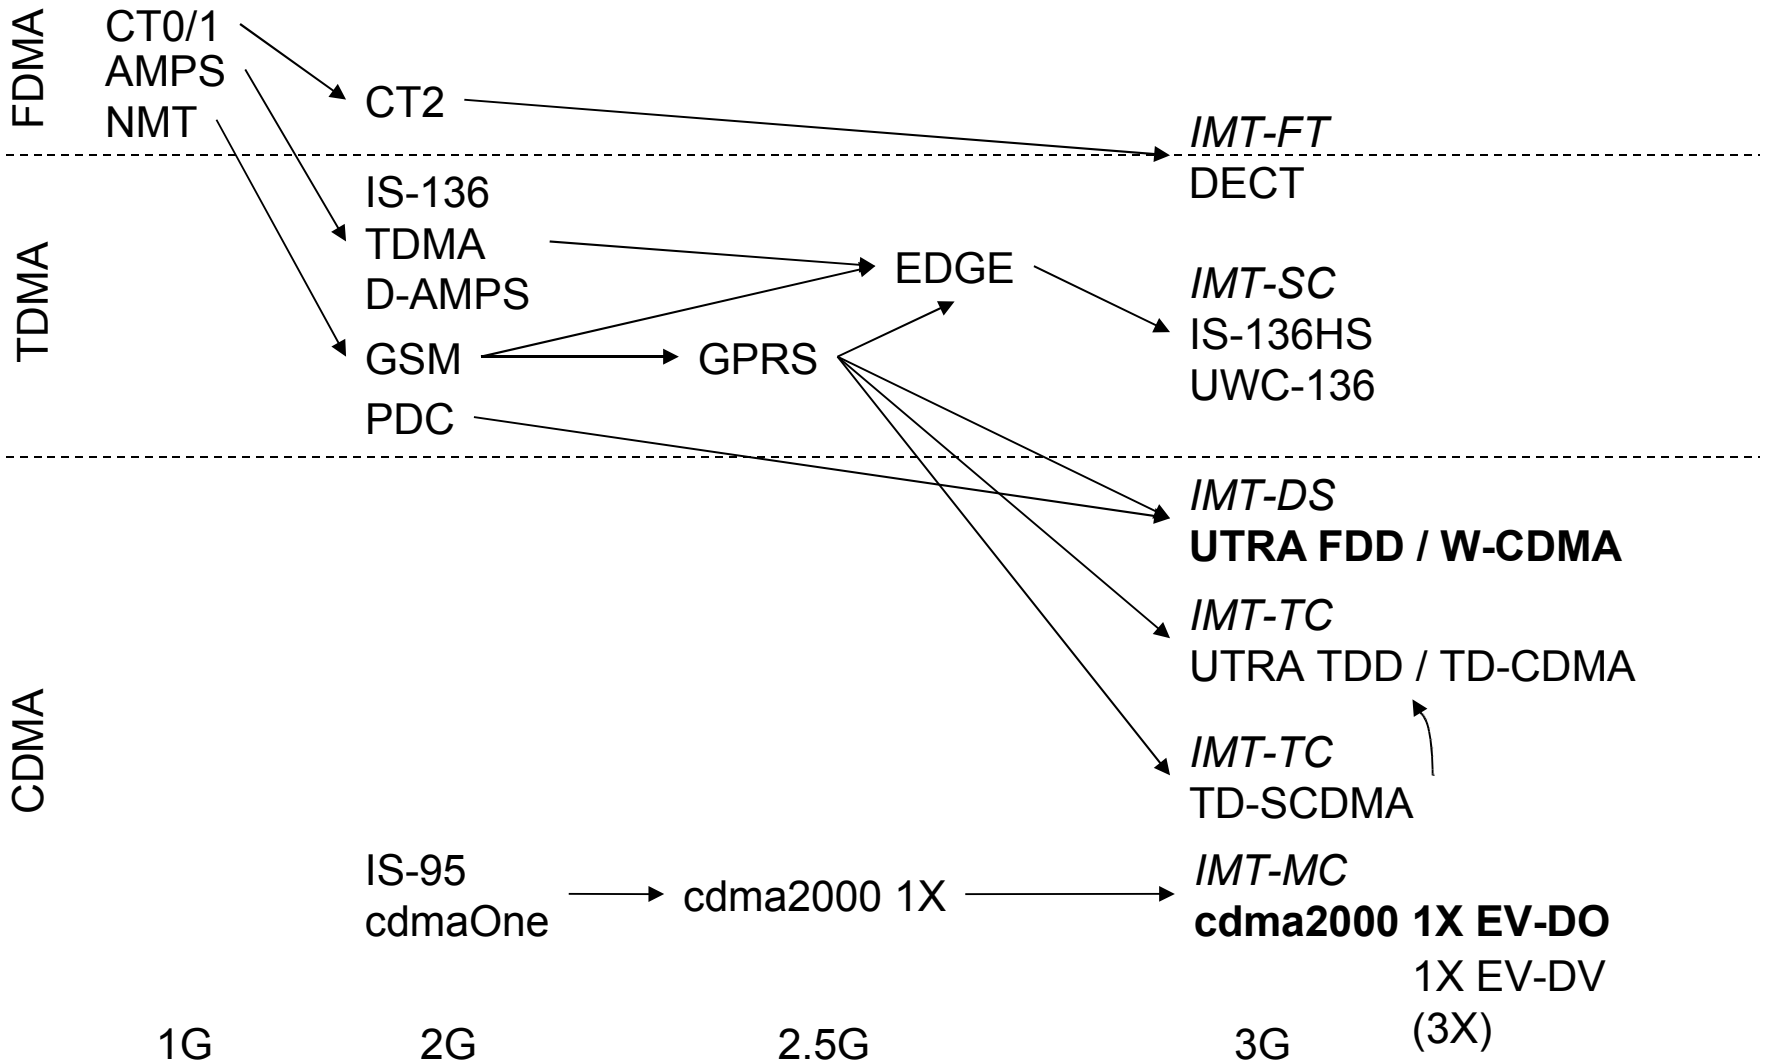 FDMA
CT0/1
AMPS
NMT
CT2
IMT-FT
DECT
TDMA
IS-136
TDMA
D-AMPS
GSM
PDC
GPRS
EDGE
IMT-SC
IS-136HS
UWC-136
CDMA
IMT-DS
UTRA FDD / W-CDMA
IMT-TC
UTRA TDD / TD-CDMA
IMT-TC
TD-SCDMA
IS-95
cdmaOne
cdma2000 1X
IMT-MC
cdma2000 1X EV-DO
1X EV-DV
(3X)
1G
2G
2.5G
3G